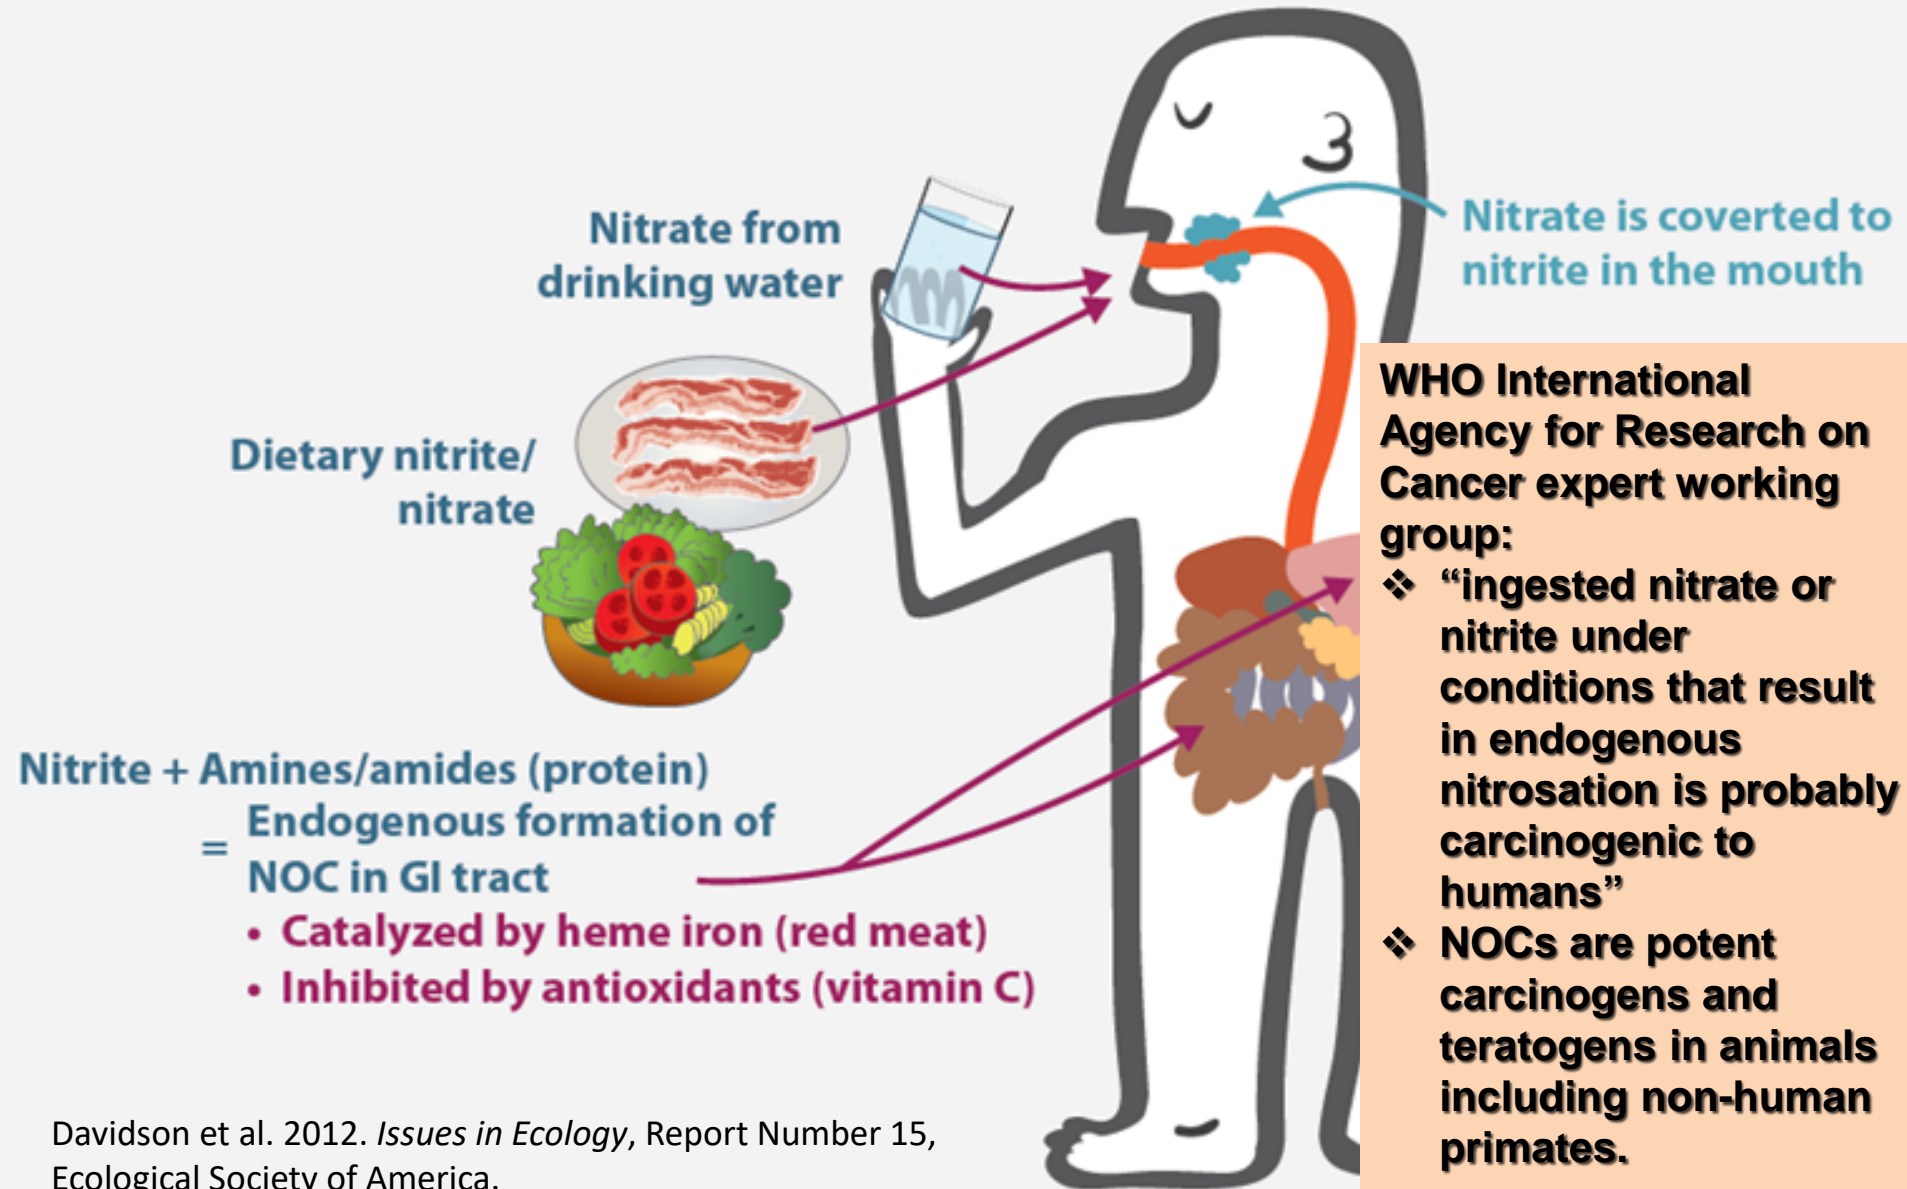 Nitrate from
drinking water
Nitrate is coverted to
nitrite in the mouth
Dietary nitrite/
nitrate
Nitrite + Amines/amides (protein)
= Endogenous formation of
NOC in GI tract
• Catalyzed by heme iron (red meat)
• Inhibited by antioxidants (vitamin C)
WHO International
Agency for Research on
Cancer expert working
group:
❖ “ingested nitrate or
nitrite under
conditions that result
in endogenous
nitrosation is probably
carcinogenic to
humans”
❖ NOCs are potent
carcinogens and
teratogens in animals
including non-human
primates.
Davidson et al. 2012. Issues in Ecology, Report Number 15,
Ecological Society of America.